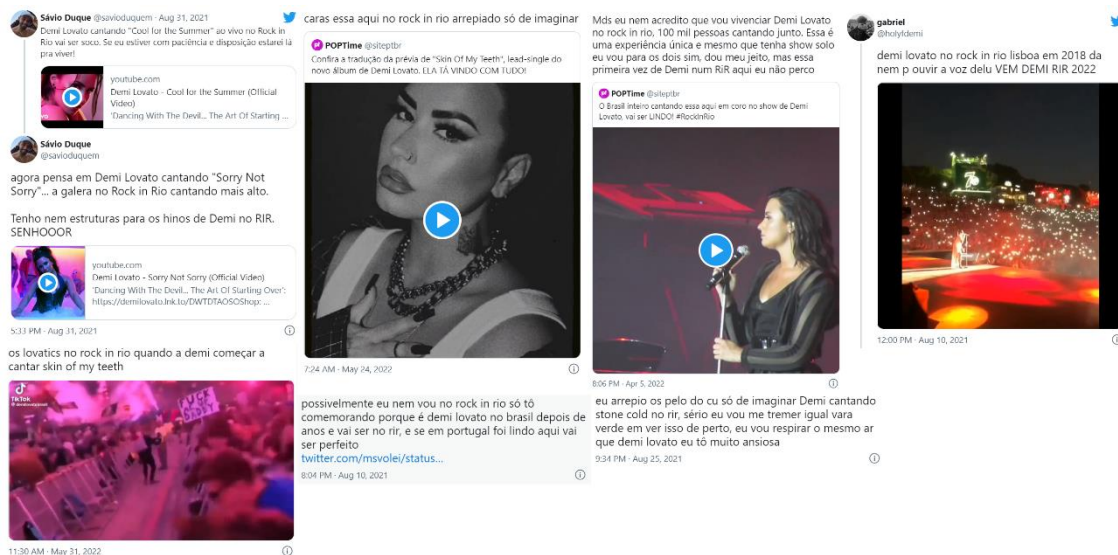 Sávio Duque @savioduquem · Aug 31, 2021
Demi Lovato cantando "Cool for the Summer" ao vivo no Rock in
Rio vai ser soco. Se eu estiver com paciência e disposição estarei lá
pra viver!
youtube.com
Demi Lovato - Cool for the Summer (Official
Video)
'Dancing With The Devil... The Art Of Starting ...
Sávio Duque
@savioduquem
agora pensa em Demi Lovato cantando "Sorry Not
Sorry"... a galera no Rock in Rio cantando mais alto.
Tenho nem estruturas para os hinos de Demi no RIR.
SENHOOOR
youtube.com
Demi Lovato - Sorry Not Sorry (Official Video)
'Dancing With The Devil... The Art Of Starting Over':
https://demilovato.lnk.to/DWTDTAOSOShop: ...
5:33 PM · Aug 31, 2021
os lovatics no rock in rio quando a demi começar a
cantar skin of my teeth
TikTok
11:30 AM · May 31, 2022
caras essa aqui no rock in rio arrepiado só de imaginar
POPTime @siteptbr
Confira a tradução da prévia de "Skin Of My Teeth", lead-single do
novo álbum de Demi Lovato. ELA TÁ VINDO COM TUDO!
7:24 AM · May 24, 2022
possivelmente eu nem vou no rock in rio só tô
comemorando porque é demi lovato no brasil depois de
anos e vai ser no rir, e se em portugal foi lindo aqui vai
ser perfeito
twitter.com/msvolei/status...
8:04 PM · Aug 10, 2021
Mds eu nem acredito que vou vivenciar Demi Lovato
no rock in rio, 100 mil pessoas cantando junto. Essa é
uma experiência única e mesmo que tenha show solo
eu vou para os dois sim, dou meu jeito, mas essa
primeira vez de Demi num RiR aqui eu não perco
POPTime @siteptbr
O Brasil inteiro cantando essa aqui em coro no show de Demi
Lovato, vai ser LINDO! #RockInRio
8:06 PM · Apr 5, 2022
eu arrepio os pelo do cu só de imaginar Demi cantando
stone cold no rir, sério eu vou me tremer igual vara
verde em ver isso de perto, eu vou respirar o mesmo ar
que demi lovato eu tô muito ansiosa
9:34 PM · Aug 25, 2021
gabriel
@holyfdemi
demi lovato no rock in rio lisboa em 2018 da
nem p ouvir a voz delu VEM DEMI RIR 2022
12:00 PM · Aug 10, 2021